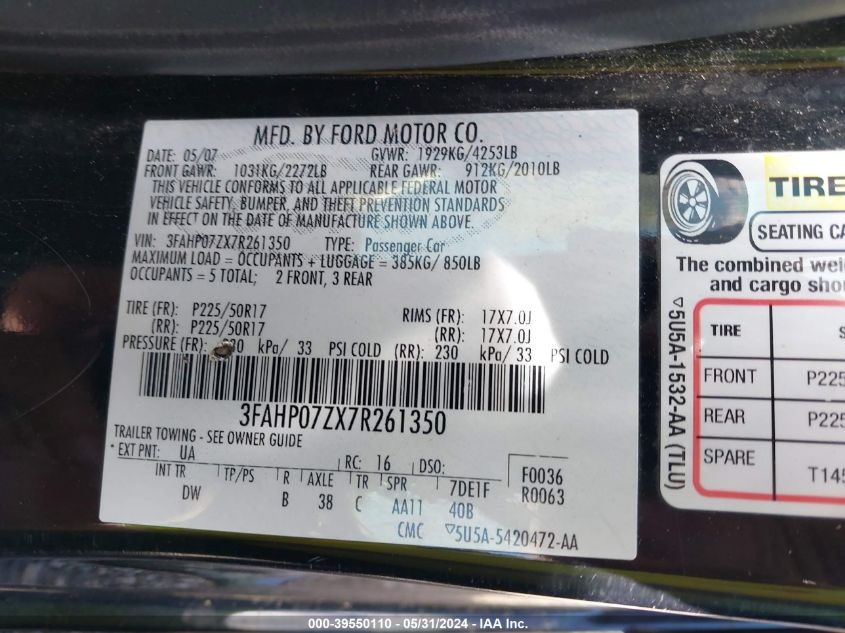 MFD. BY FORD MOTOR CO.
DATE: 05/07 GVWR: 1929KG/4253LB
FRONT GAWR: 1031KG/2272LB REAR GAWR: 912KG/2010LB
THIS VEHICLE CONFORMS TO ALL APPLICABLE FEDERAL MOTOR
VEHICLE SAFETY, BUMPER, AND THEFT PREVENTION STANDARDS
IN EFFECT ON THE DATE OF MANUFACTURE SHOWN ABOVE.
VIN: 3FAHP07ZX7R261350 TYPE: Passenger Car
MAXIMUM LOAD = OCCUPANTS + LUGGAGE = 385KG/ 850LB
OCCUPANTS = 5 TOTAL; 2 FRONT, 3 REAR
TIRE (FR): P225/50R17 RIMS (FR): 17X7.0J
(RR): P225/50R17 (RR): 17X7.0J
PRESSURE (FR): 230 kPa/ 33 PSI COLD (RR): 230 kPa/ 33 PSI COLD
3FAHP07ZX7R261350
TRAILER TOWING - SEE OWNER GUIDE
* EXT PNT: UA RC: 16 DSO: F0036
INT TR TP/PS R AXLE TR SPR 7DE1F R0063
DW B 38 C AA11 40B
CMC ▽5U5A-5420472-AA
▽5U5A-1532-AA (TLU)
TIRE
SEATING CA
The combined wei
and cargo sho
TIRE S
FRONT P225
REAR P225
SPARE T145
000-39550110 - 05/31/2024 - IAA Inc.